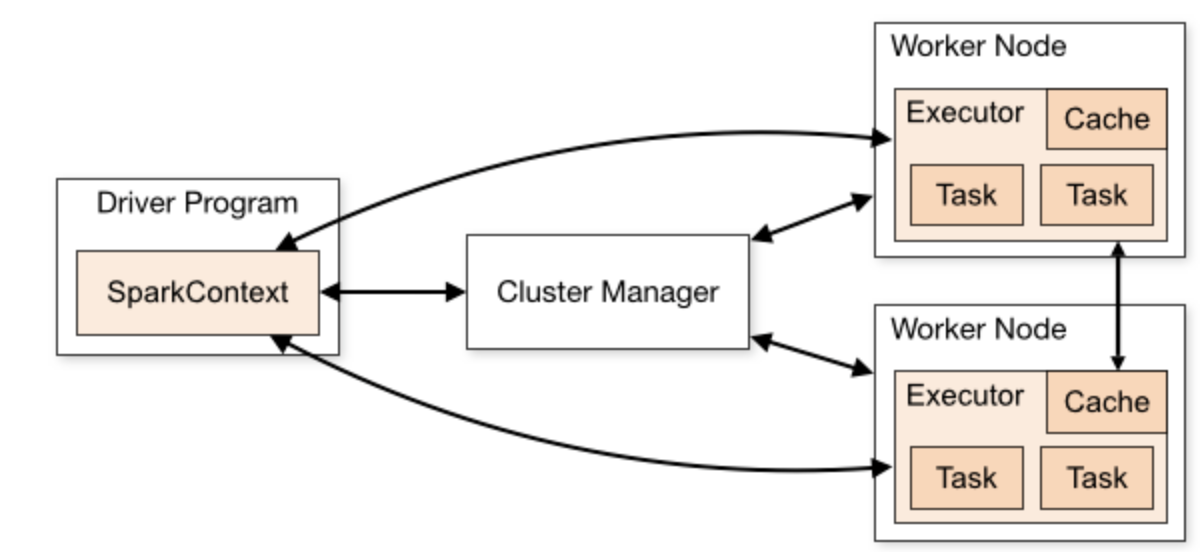 Driver Program
SparkContext
Cluster Manager
Worker Node
Executor
Cache
Task
Task
Worker Node
Executor
Cache
Task
Task